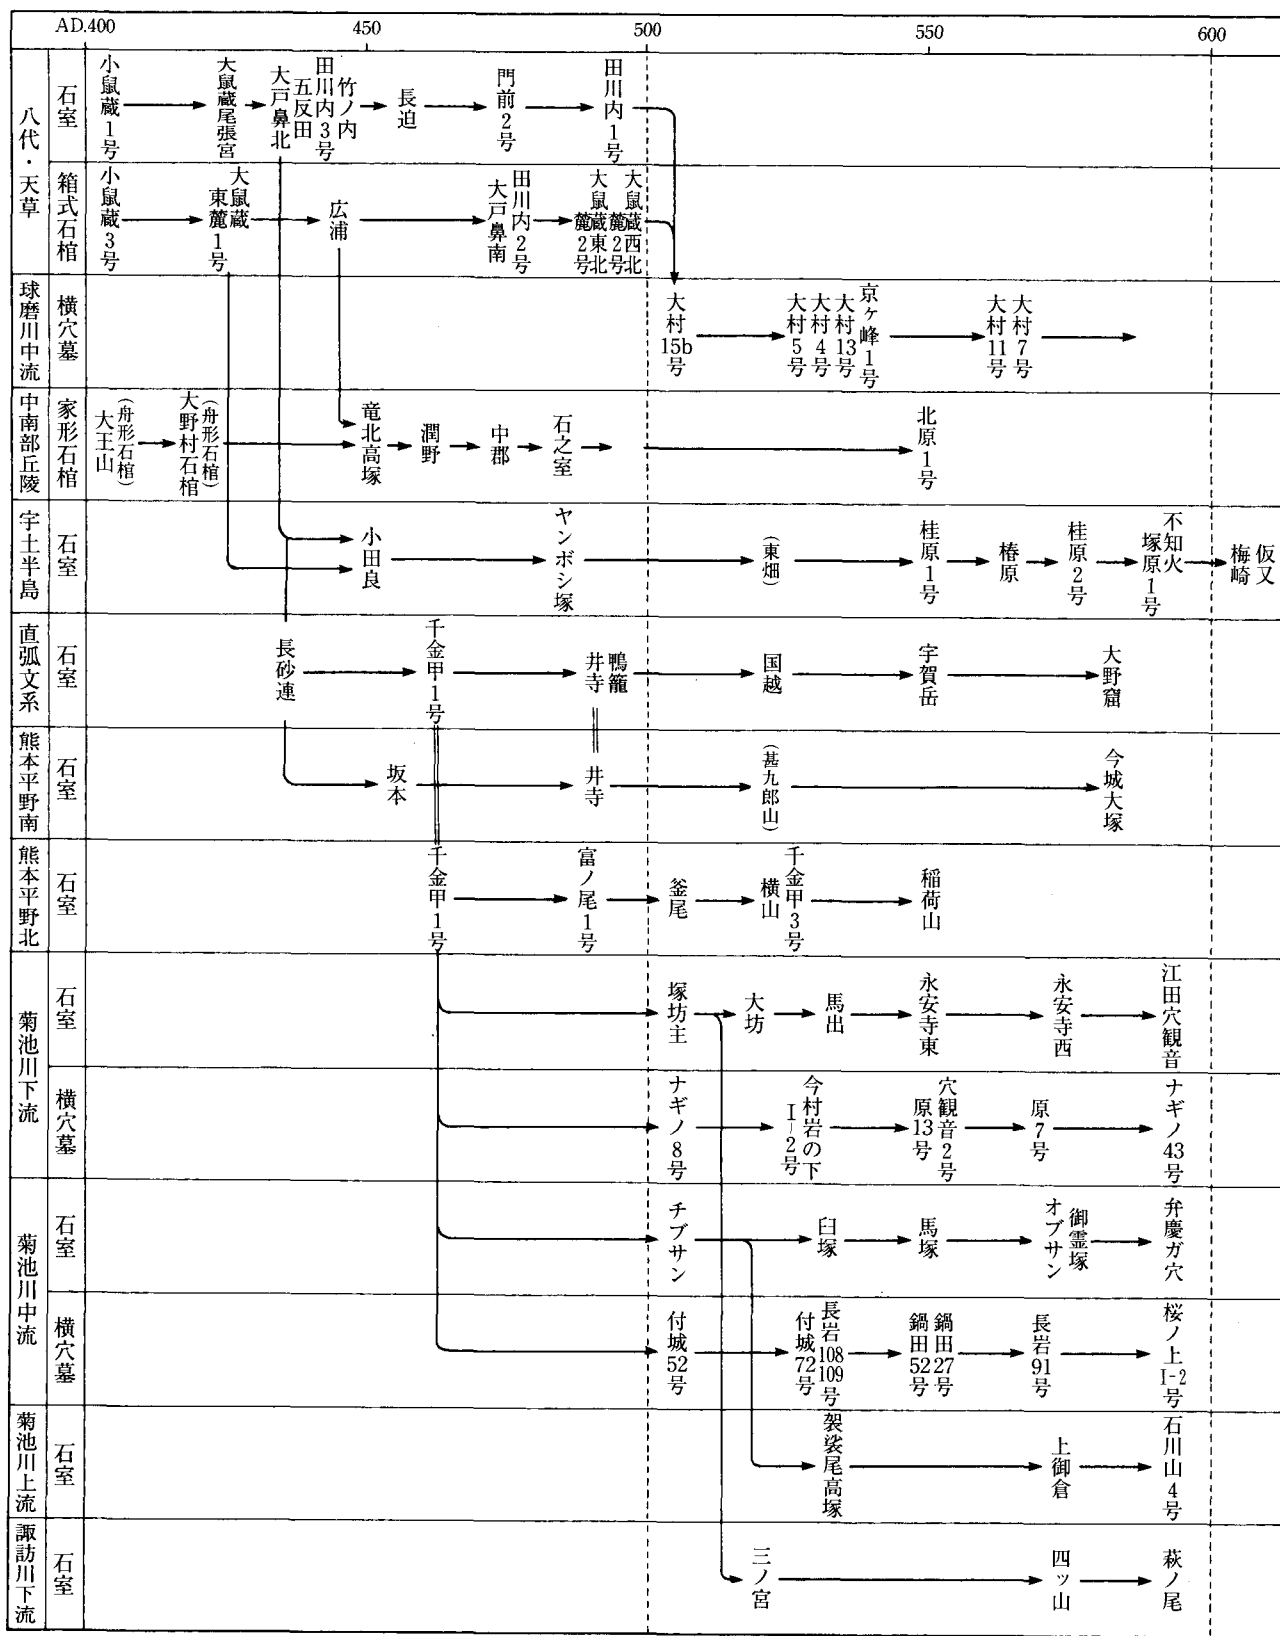 AD.400 450 500 550 600
八代・天草
石室
小鼠蔵1号
大鼠蔵尾張宮
大戸鼻北
五反田
田川内3号
竹ノ内
長迫
門前2号
田川内1号
箱式石棺
小鼠蔵3号
大鼠蔵東麓1号
広浦
大戸鼻南
田川内2号
大鼠蔵東北麓2号
大鼠蔵西北麓2号
球磨川中流
横穴墓
大村15b号
大村5号
大村4号
大村13号
京ヶ峰1号
大村11号
大村7号
中南部丘陵
家形石棺
大王山(舟形石棺)
大野村石棺(舟形石棺)
竜北高塚
潤野
中郡
石之室
北原1号
宇土半島
石室
小田良
ヤンボシ塚
(東畑)
桂原1号
椿原
桂原2号
不知火塚原1号
梅崎
仮又
直弧文系
石室
長砂連
千金甲1号
井寺
鴨籠
国越
宇賀岳
大野窟
熊本平野南
石室
坂本
井寺
(甚九郎山)
今城大塚
熊本平野北
石室
千金甲1号
富ノ尾1号
釜尾
横山
千金甲3号
稲荷山
菊池川下流
石室
塚坊主
大坊
馬出
永安寺東
永安寺西
江田穴観音
横穴墓
ナギノ8号
今村岩の下I-2号
原13号
穴観音2号
原7号
ナギノ43号
菊池川中流
石室
チブサン
臼塚
馬塚
オブサン
御霊塚
弁慶ガ穴
横穴墓
付城52号
付城72号
長岩108 109号
鍋田52号
鍋田27号
長岩91号
桜ノ上I-2号
菊池川上流
石室
袈裟尾高塚
上御倉
石川山4号
諏訪川下流
石室
三ノ宮
四ッ山
萩ノ尾